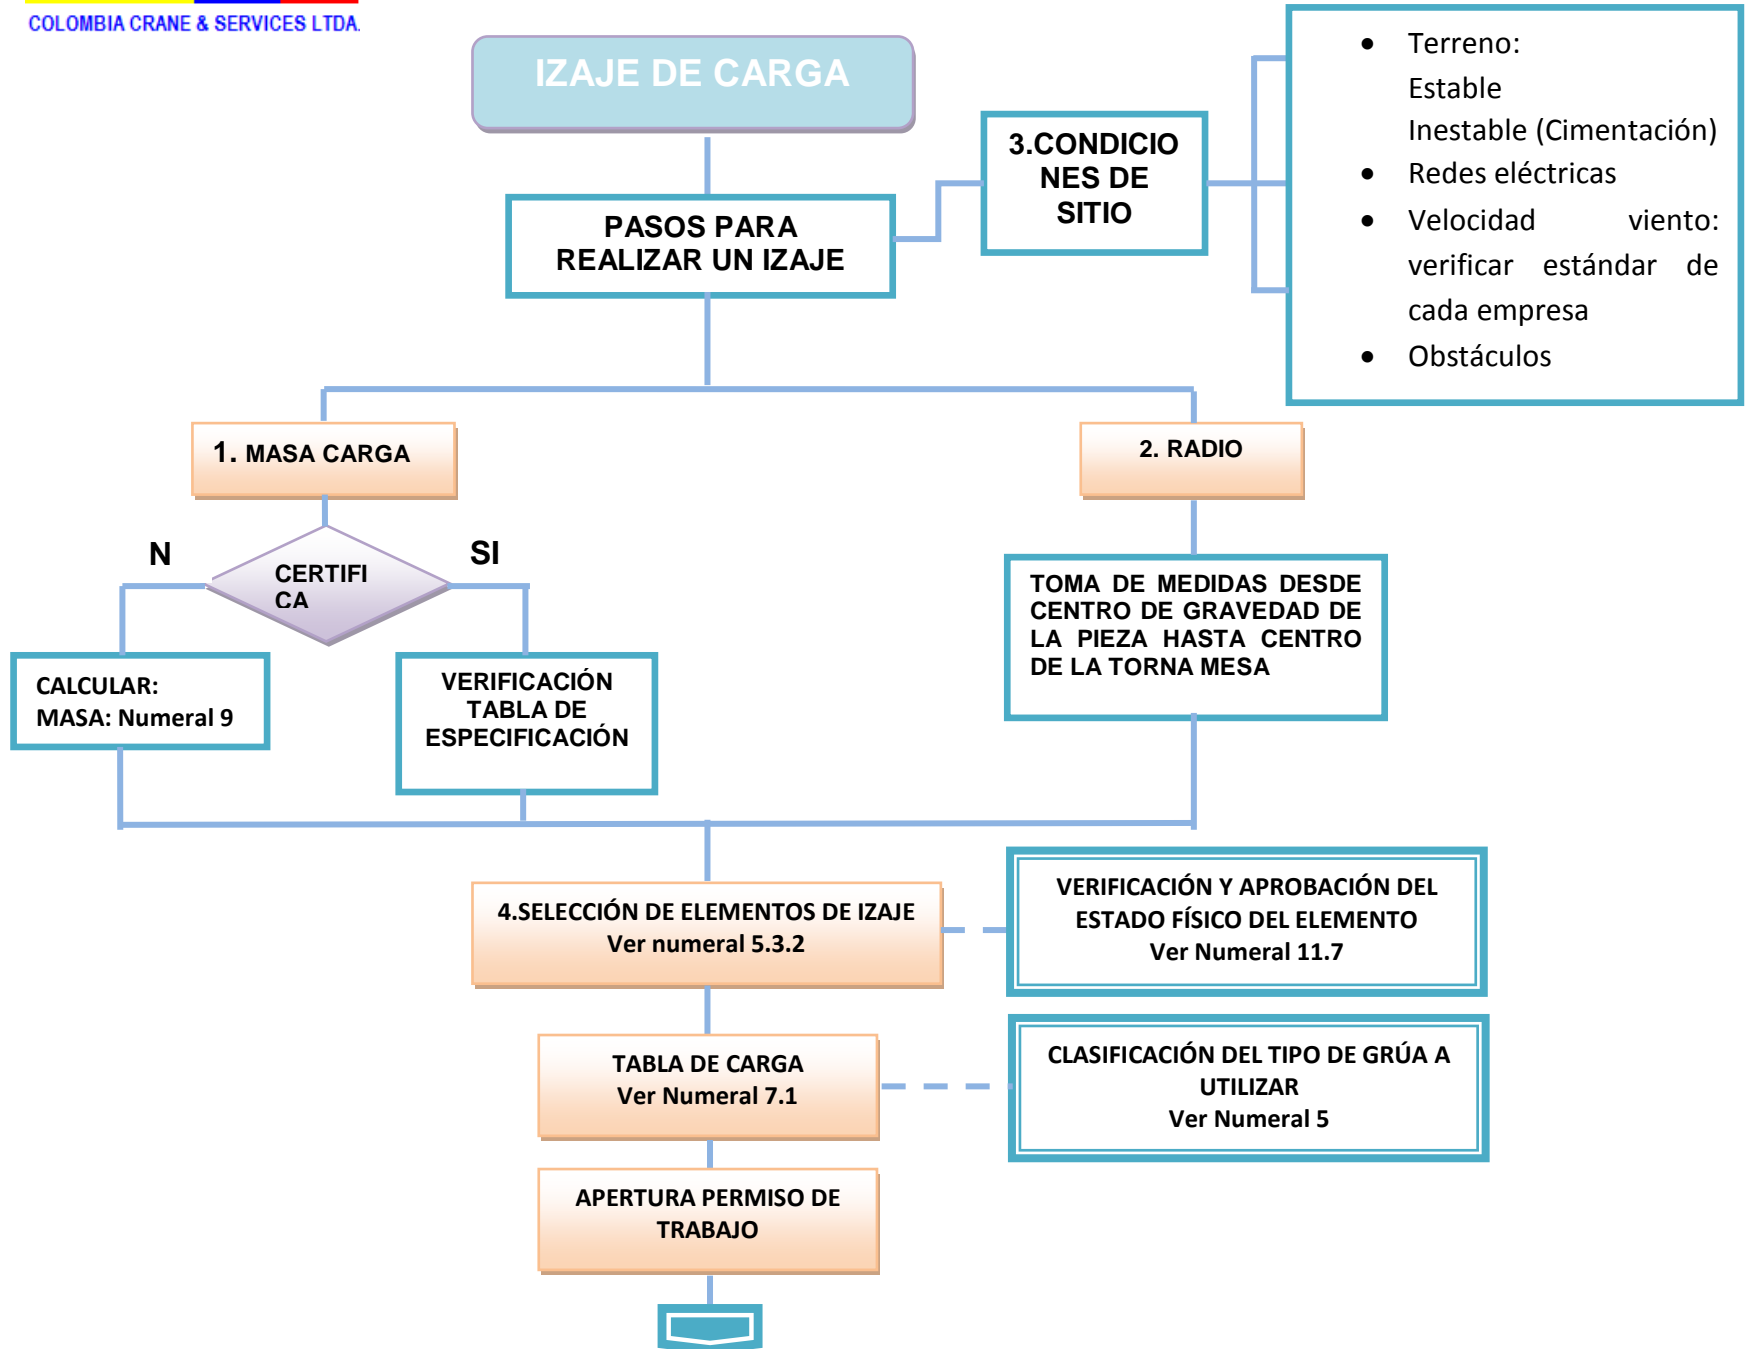 COLOMBIA CRANE & SERVICES LTDA.
IZAJE DE CARGA
PASOS PARA
REALIZAR UN IZAJE
3.CONDICIO
NES DE
SITIO
• Terreno:
Estable
Inestable (Cimentación)
• Redes eléctricas
• Velocidad viento:
verificar estándar de
cada empresa
• Obstáculos
1. MASA CARGA
2. RADIO
N
SI
CERTIFI
CA
TOMA DE MEDIDAS DESDE
CENTRO DE GRAVEDAD DE
LA PIEZA HASTA CENTRO
DE LA TORNA MESA
CALCULAR:
MASA: Numeral 9
VERIFICACIÓN
TABLA DE
ESPECIFICACIÓN
4.SELECCIÓN DE ELEMENTOS DE IZAJE
Ver numeral 5.3.2
VERIFICACIÓN Y APROBACIÓN DEL
ESTADO FÍSICO DEL ELEMENTO
Ver Numeral 11.7
TABLA DE CARGA
Ver Numeral 7.1
CLASIFICACIÓN DEL TIPO DE GRÚA A
UTILIZAR
Ver Numeral 5
APERTURA PERMISO DE
TRABAJO